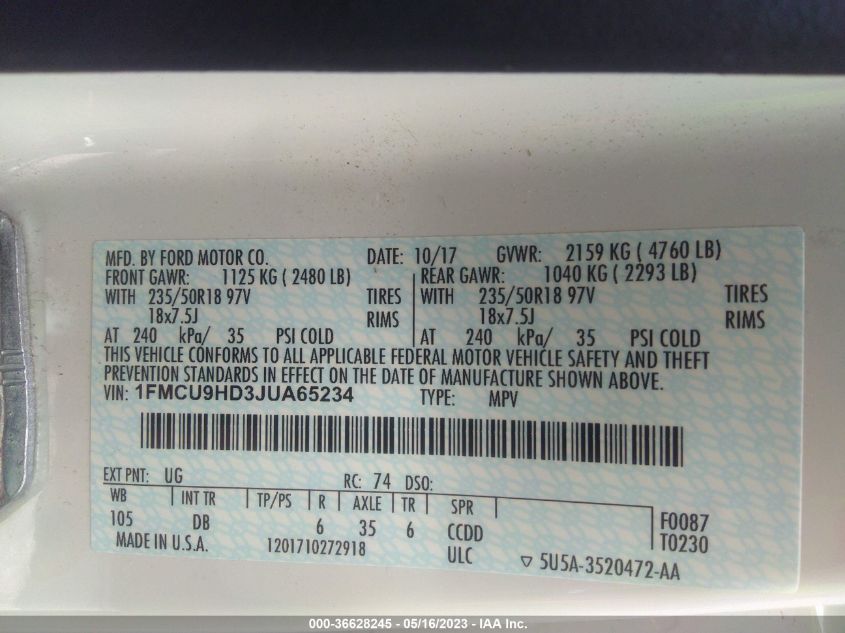 MFD. BY FORD MOTOR CO. DATE: 10/17 GVWR: 2159 KG ( 4760 LB)
FRONT GAWR: 1125 KG ( 2480 LB) REAR GAWR: 1040 KG ( 2293 LB)
WITH 235/50R18 97V TIRES WITH 235/50R18 97V TIRES
18x7.5J RIMS 18x7.5J RIMS
AT 240 kPa/ 35 PSI COLD AT 240 kPa/ 35 PSI COLD
THIS VEHICLE CONFORMS TO ALL APPLICABLE FEDERAL MOTOR VEHICLE SAFETY AND THEFT
PREVENTION STANDARDS IN EFFECT ON THE DATE OF MANUFACTURE SHOWN ABOVE.
VIN: 1FMCU9HD3JUA65234 TYPE: MPV
EXT PNT: UG RC: 74 DSO:
WB INT TR TP/PS R AXLE TR SPR
105 DB 6 35 6 CCDD F0087
MADE IN U.S.A. 1201710272918 ULC T0230
5U5A-3520472-AA
000-36628245 - 05/16/2023 - IAA Inc.